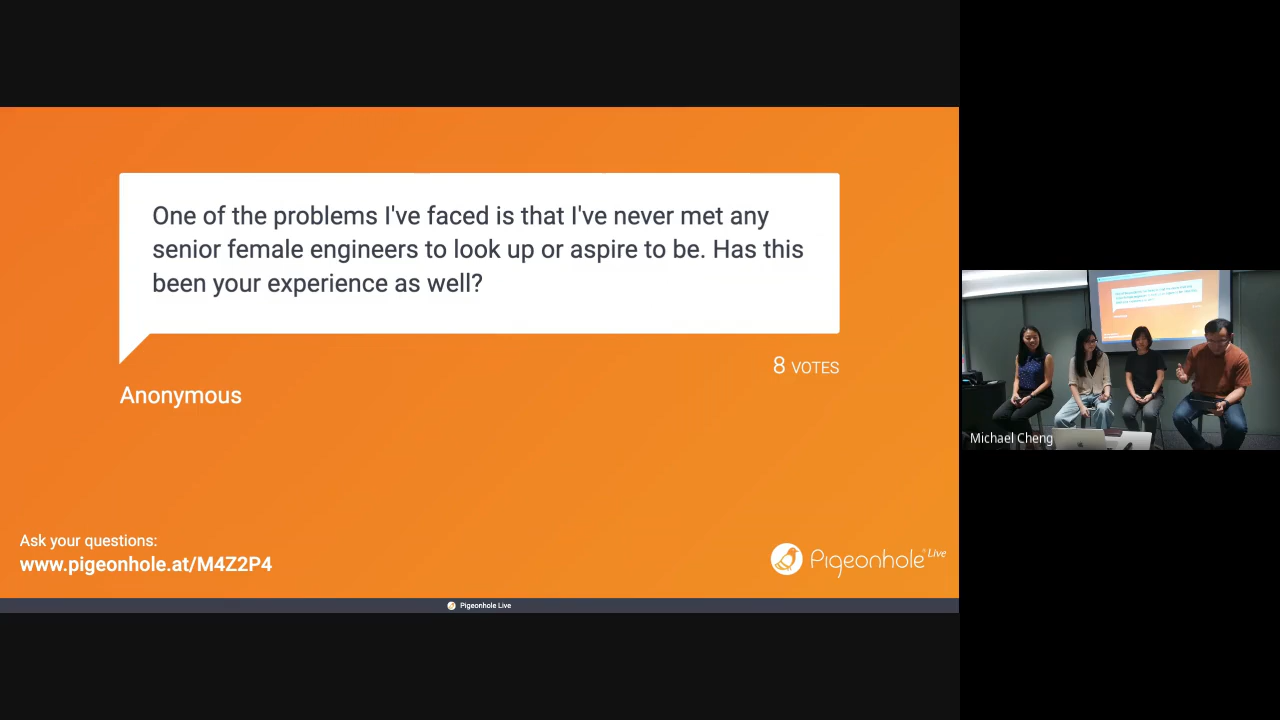 One of the problems I've faced is that I've never met any
senior female engineers to look up or aspire to be. Has this
been your experience as well?
8 VOTES
Anonymous
Ask your questions:
www.pigeonhole.at/M4Z2P4
Pigeonhole Live
Pigeonhole Live
Michael Cheng